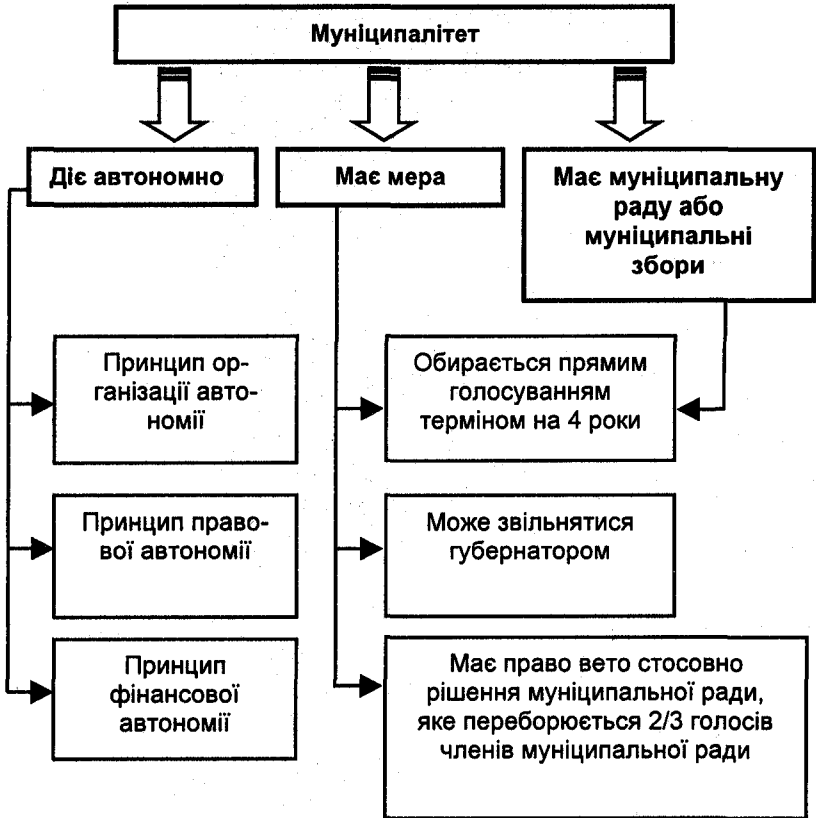 Муніципалітет
Діє автономно
Має мера
Має муніципальну
раду або
муніципальні
збори
Принцип ор-
ганізації авто-
номії
Обирається прямим
голосуванням
терміном на 4 роки
Принцип право-
вої автономії
Може звільнятися
губернатором
Принцип
фінансової
автономії
Має право вето стосовно
рішення муніципальної ради,
яке переборюється 2/3 голосів
членів муніципальної ради